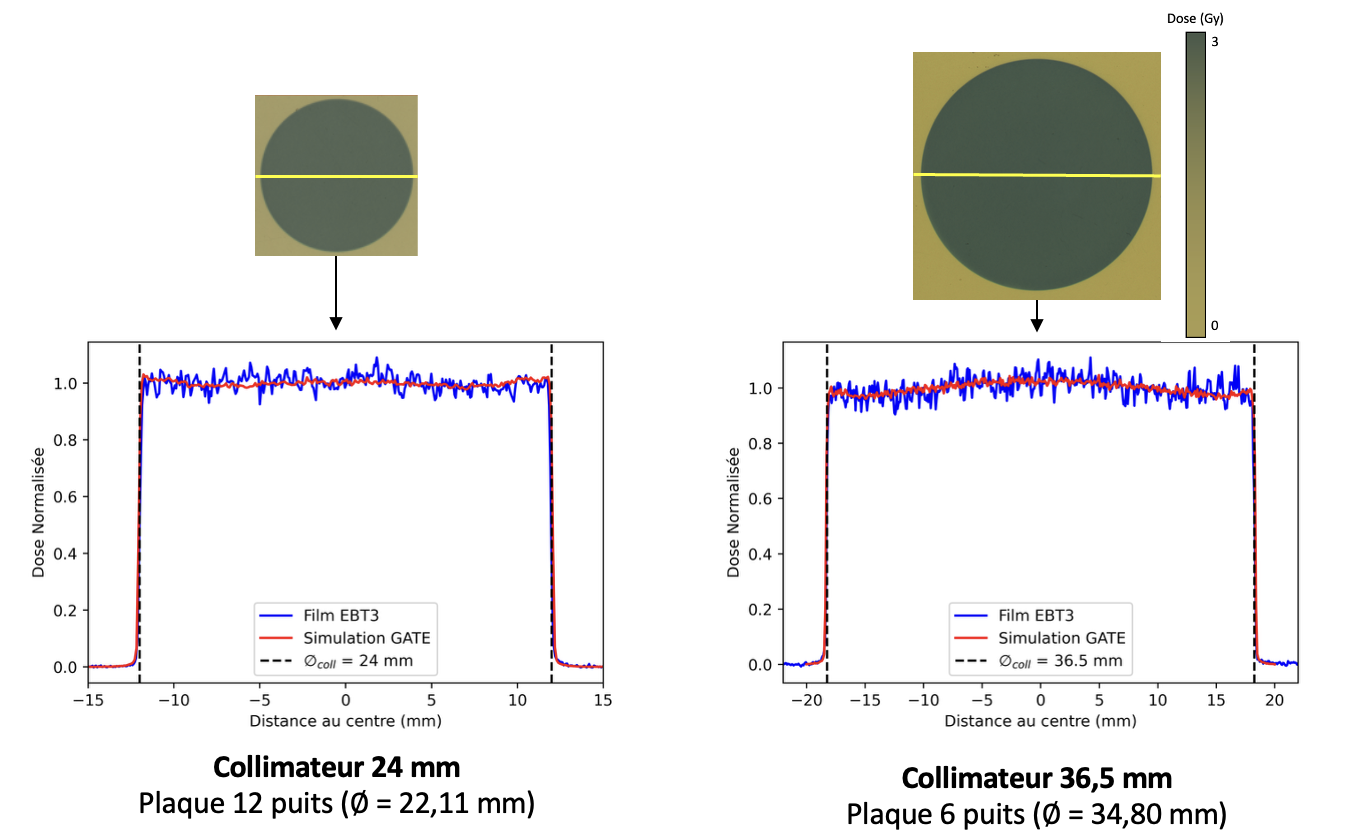 Dose (Gy)
3
0
1.0
0.8
0.6
0.4
0.2
0.0
Dose Normalisée
Film EBT3
Simulation GATE
∅coll = 24 mm
−15 −10 −5 0 5 10 15
Distance au centre (mm)
Collimateur 24 mm
Plaque 12 puits (Ø = 22,11 mm)
1.0
0.8
0.6
0.4
0.2
0.0
Dose Normalisée
Film EBT3
Simulation GATE
∅coll = 36.5 mm
−20 −15 −10 −5 0 5 10 15 20
Distance au centre (mm)
Collimateur 36,5 mm
Plaque 6 puits (Ø = 34,80 mm)